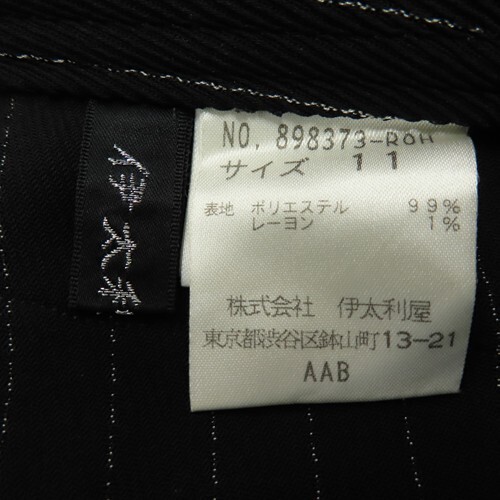 NO. 898373-R0H
サイズ 11
表地 ポリエステル 99%
レーヨン 1%
株式会社 伊太利屋
東京都渋谷区鉢山町13-21
AAB
伊太利